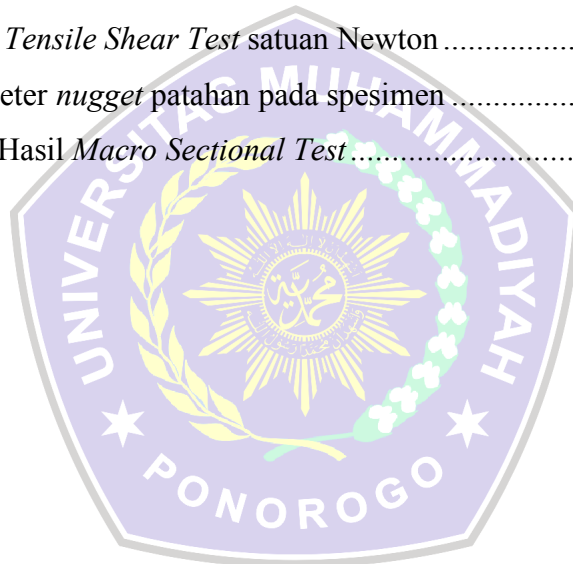 Tensile Shear Test satuan Newton ...................
eter nugget patahan pada spesimen ..................
Hasil Macro Sectional Test ................................
UNIVERSITAS MUHAMMADIYAH
PONOROGO